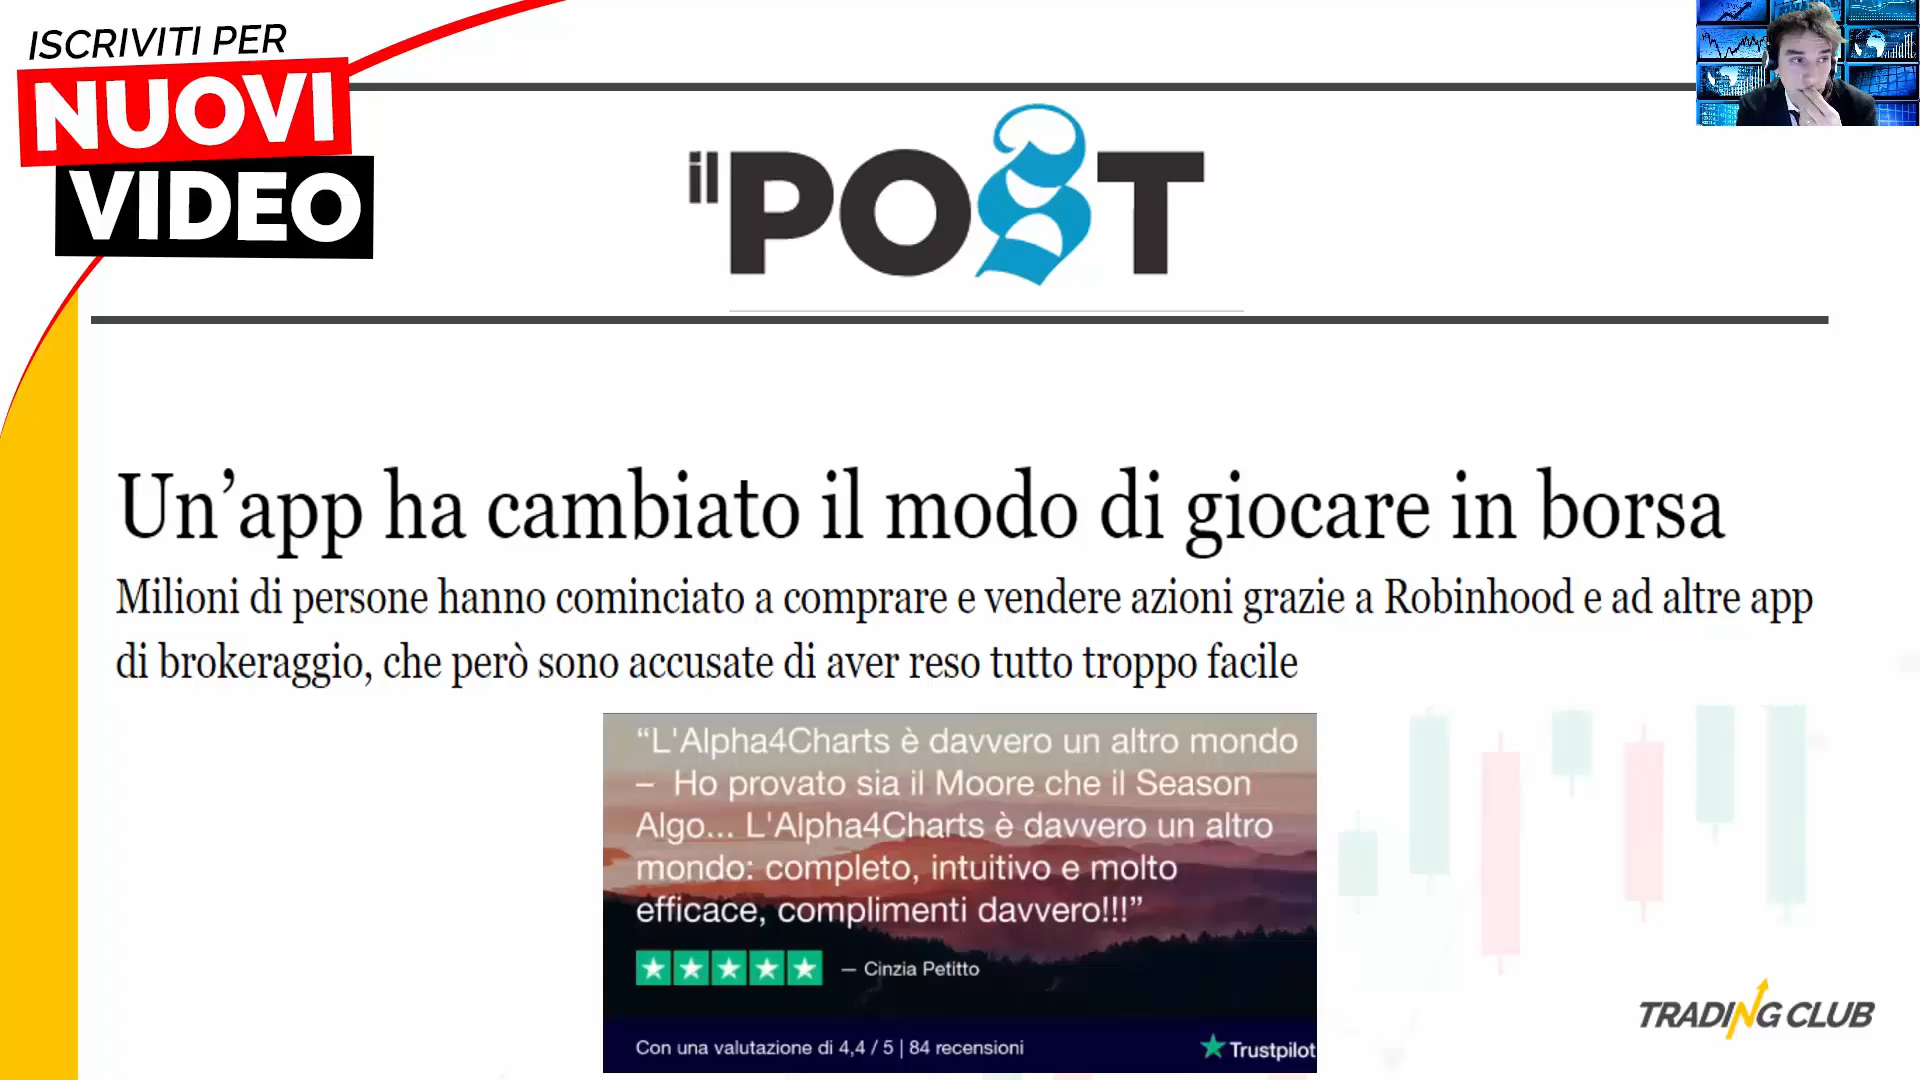 ISCRIVITI PER
NUOVI
VIDEO
il POST
Un’app ha cambiato il modo di giocare in borsa
Milioni di persone hanno cominciato a comprare e vendere azioni grazie a Robinhood e ad altre app
di brokeraggio, che però sono accusate di aver reso tutto troppo facile
“L'Alpha4Charts è davvero un altro mondo
– Ho provato sia il Moore che il Season
Algo... L'Alpha4Charts è davvero un altro
mondo: completo, intuitivo e molto
efficace, complimenti davvero!!!”
– Cinzia Petitto
Con una valutazione di 4,4 / 5 | 84 recensioni
Trustpilot
TRADING CLUB